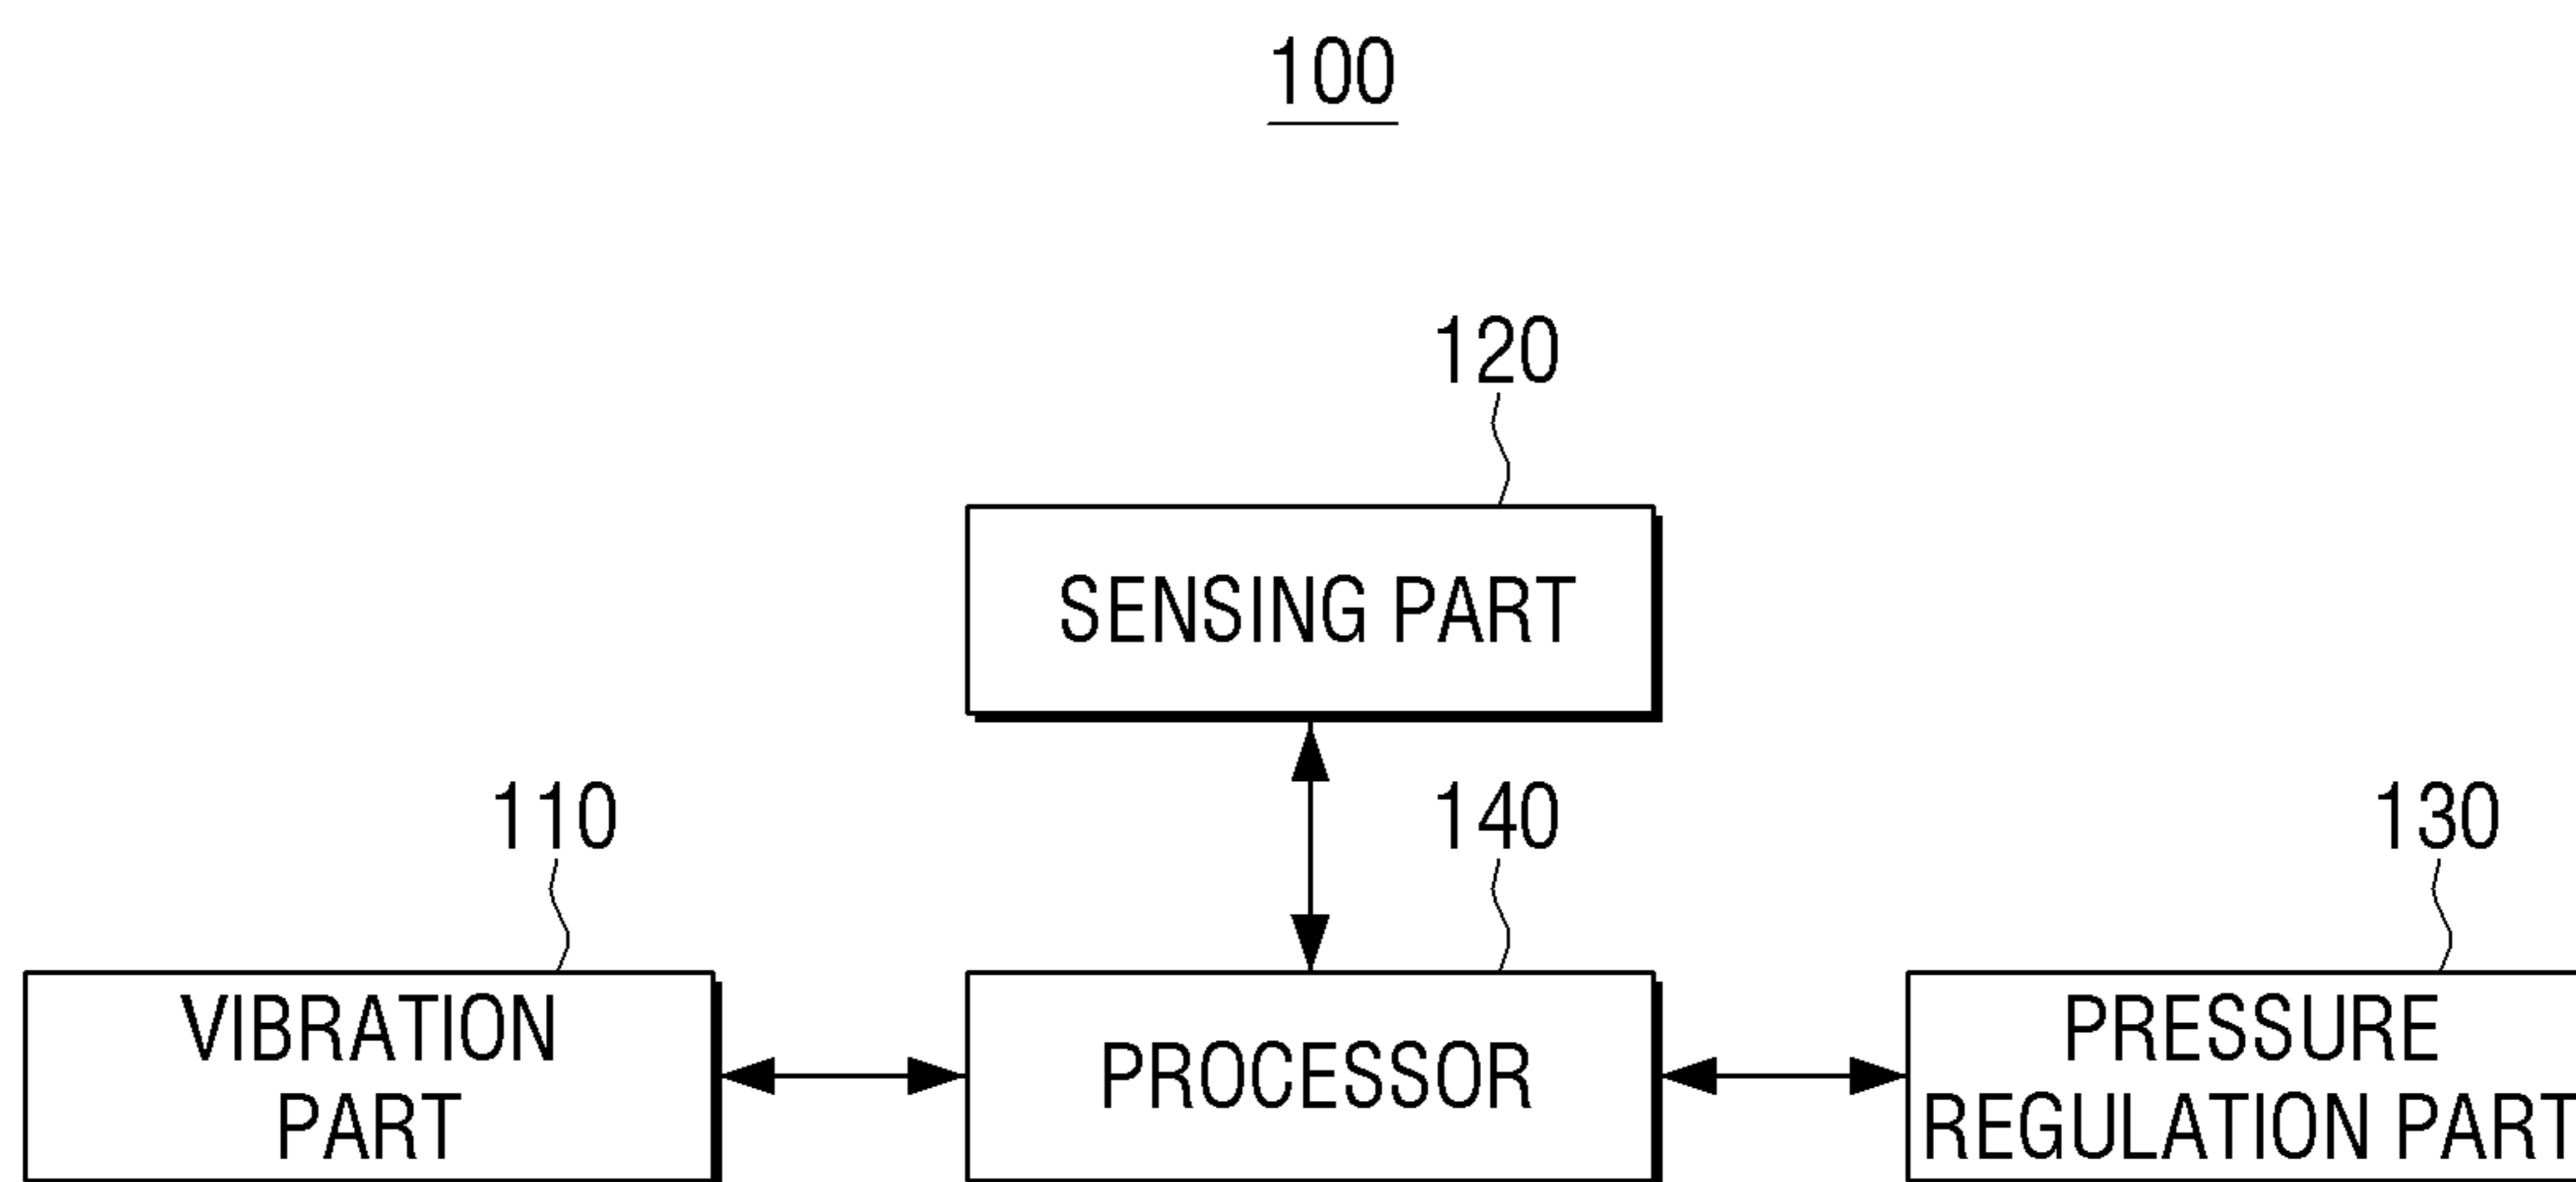 100
120
SENSING PART
110
140
130
VIBRATION
PART
PROCESSOR
PRESSURE
REGULATION PART